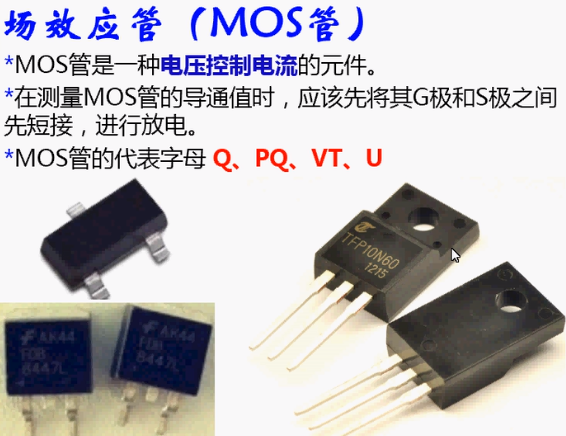 场效应管（MOS管）
*MOS管是一种电压控制电流的元件。
*在测量MOS管的导通值时，应该先将其G极和S极之间
先短接，进行放电。
*MOS管的代表字母 Q、PQ、VT、U
TFP10N60
1215
AK44
FDB
8447L
AK44
FDB
8447L